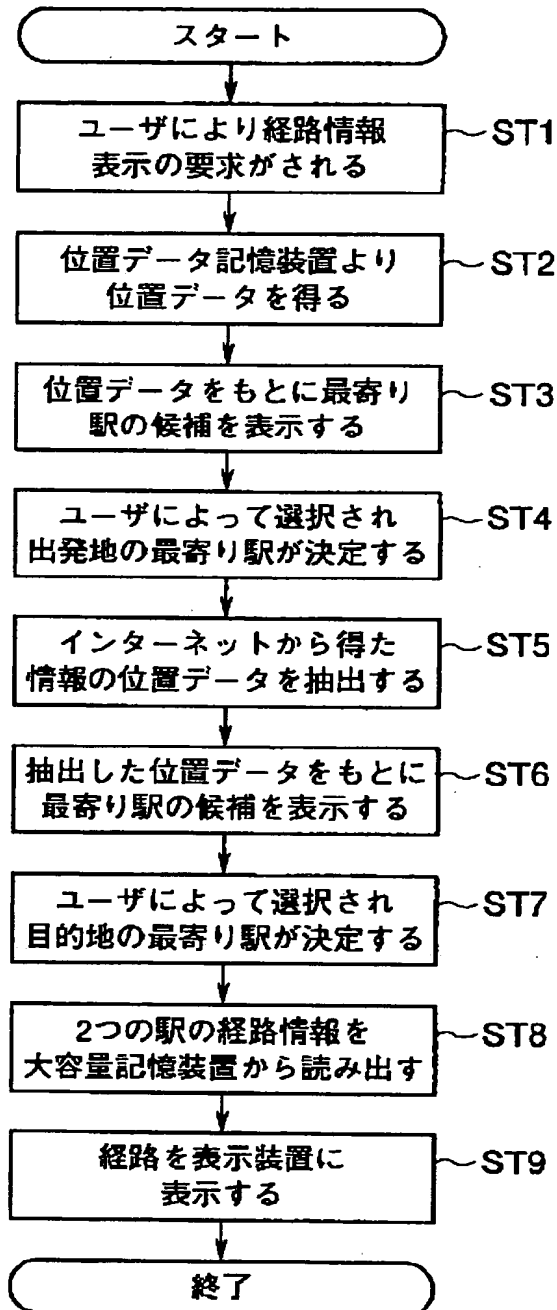 スタート
ユーザにより経路情報
表示の要求がされる
ST1
位置データ記憶装置より
位置データを得る
ST2
位置データをもとに最寄り
駅の候補を表示する
ST3
ユーザによって選択され
出発地の最寄り駅が決定する
ST4
インターネットから得た
情報の位置データを抽出する
ST5
抽出した位置データをもとに
最寄り駅の候補を表示する
ST6
ユーザによって選択され
目的地の最寄り駅が決定する
ST7
2つの駅の経路情報を
大容量記憶装置から読み出す
ST8
経路を表示装置に
表示する
ST9
終了